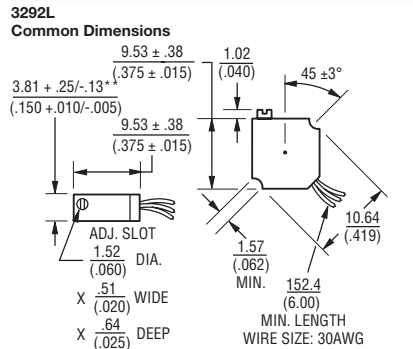 3292L
Common Dimensions
9.53 ± .38
(.375 ± .015)
1.02
(.040)
45 ±3°
3.81 + .25/-.13**
(.150 +.010/-.005)
9.53 ± .38
(.375 ± .015)
ADJ. SLOT
1.52
(.060)
DIA.
X .51
(.020)
WIDE
X .64
(.025)
DEEP
1.57
(.062)
MIN.
10.64
(.419)
152.4
(6.00)
MIN. LENGTH
WIRE SIZE: 30AWG